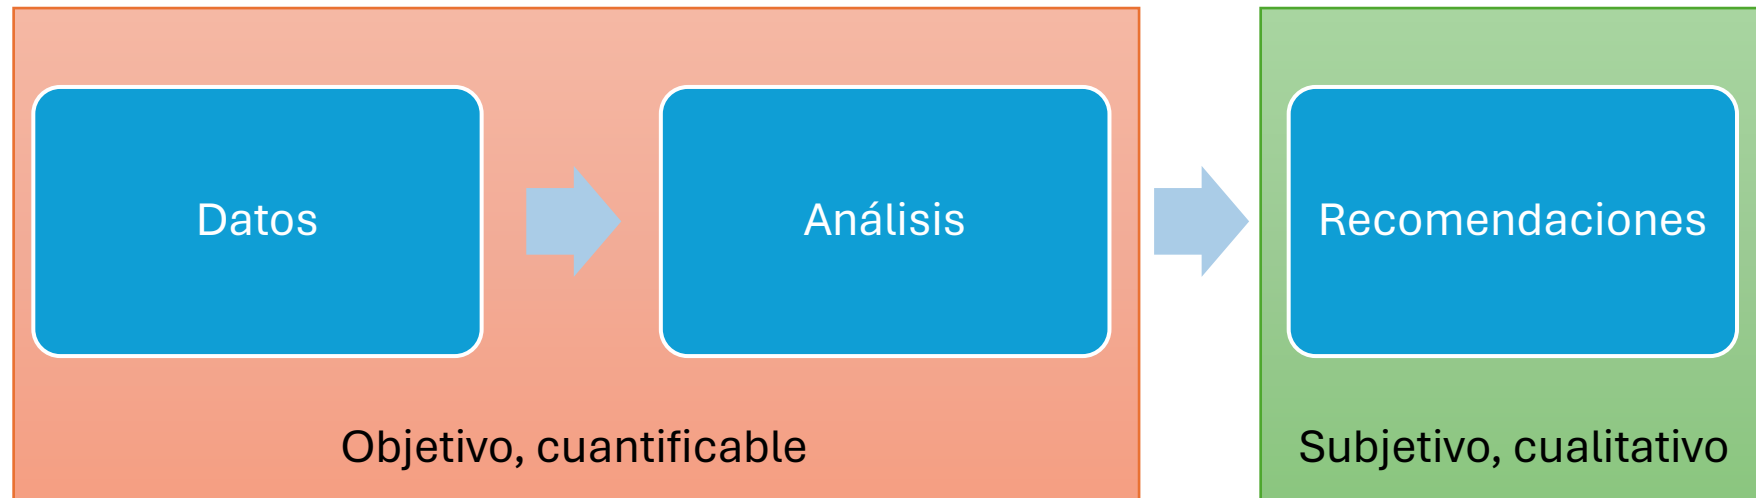 Datos
Análisis
Recomendaciones
Objetivo, cuantificable
Subjetivo, cualitativo